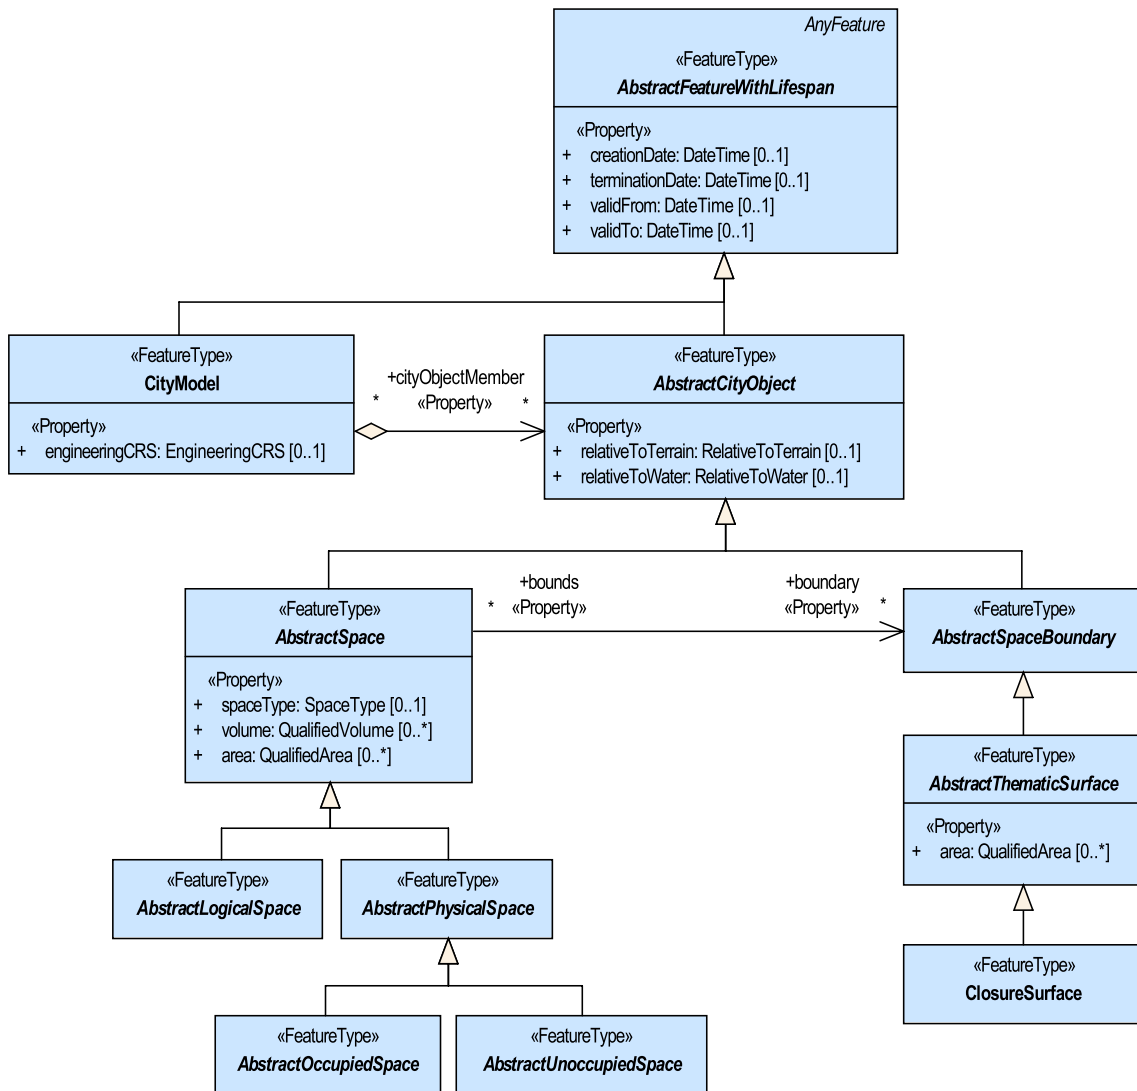 AnyFeature
«FeatureType»
AbstractFeatureWithLifespan
«Property»
+ creationDate: DateTime [0..1]
+ terminationDate: DateTime [0..1]
+ validFrom: DateTime [0..1]
+ validTo: DateTime [0..1]
«FeatureType»
CityModel
«Property»
+ engineeringCRS: EngineeringCRS [0..1]
+cityObjectMember
* «Property» *
«FeatureType»
AbstractCityObject
«Property»
+ relativeToTerrain: RelativeToTerrain [0..1]
+ relativeToWater: RelativeToWater [0..1]
«FeatureType»
AbstractSpace
«Property»
+ spaceType: SpaceType [0..1]
+ volume: QualifiedVolume [0..*]
+ area: QualifiedArea [0..*]
+bounds
* «Property»
+boundary
«Property» *
«FeatureType»
AbstractSpaceBoundary
«FeatureType»
AbstractThematicSurface
«Property»
+ area: QualifiedArea [0..*]
«FeatureType»
AbstractLogicalSpace
«FeatureType»
AbstractPhysicalSpace
«FeatureType»
ClosureSurface
«FeatureType»
AbstractOccupiedSpace
«FeatureType»
AbstractUnoccupiedSpace